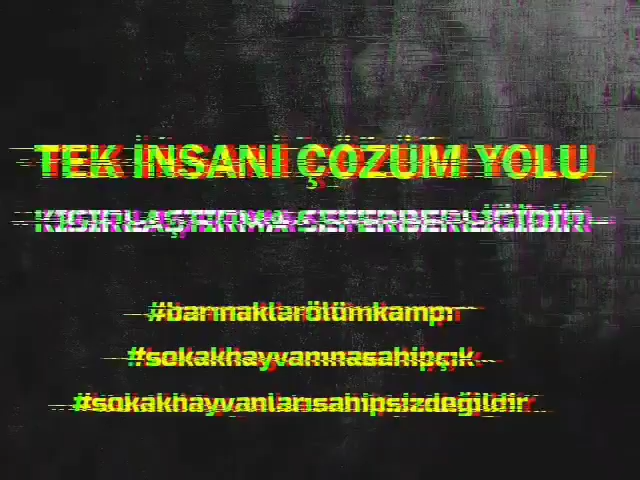 TEK İNSANİ ÇÖZÜM YOLU
KISIRLAŞTIRMA SEFERBERLİĞİDİR
#barınaklarölümkampı
#sokakhayvanınasahipçık
#sokakhayvanlarısahipsizdeğildir